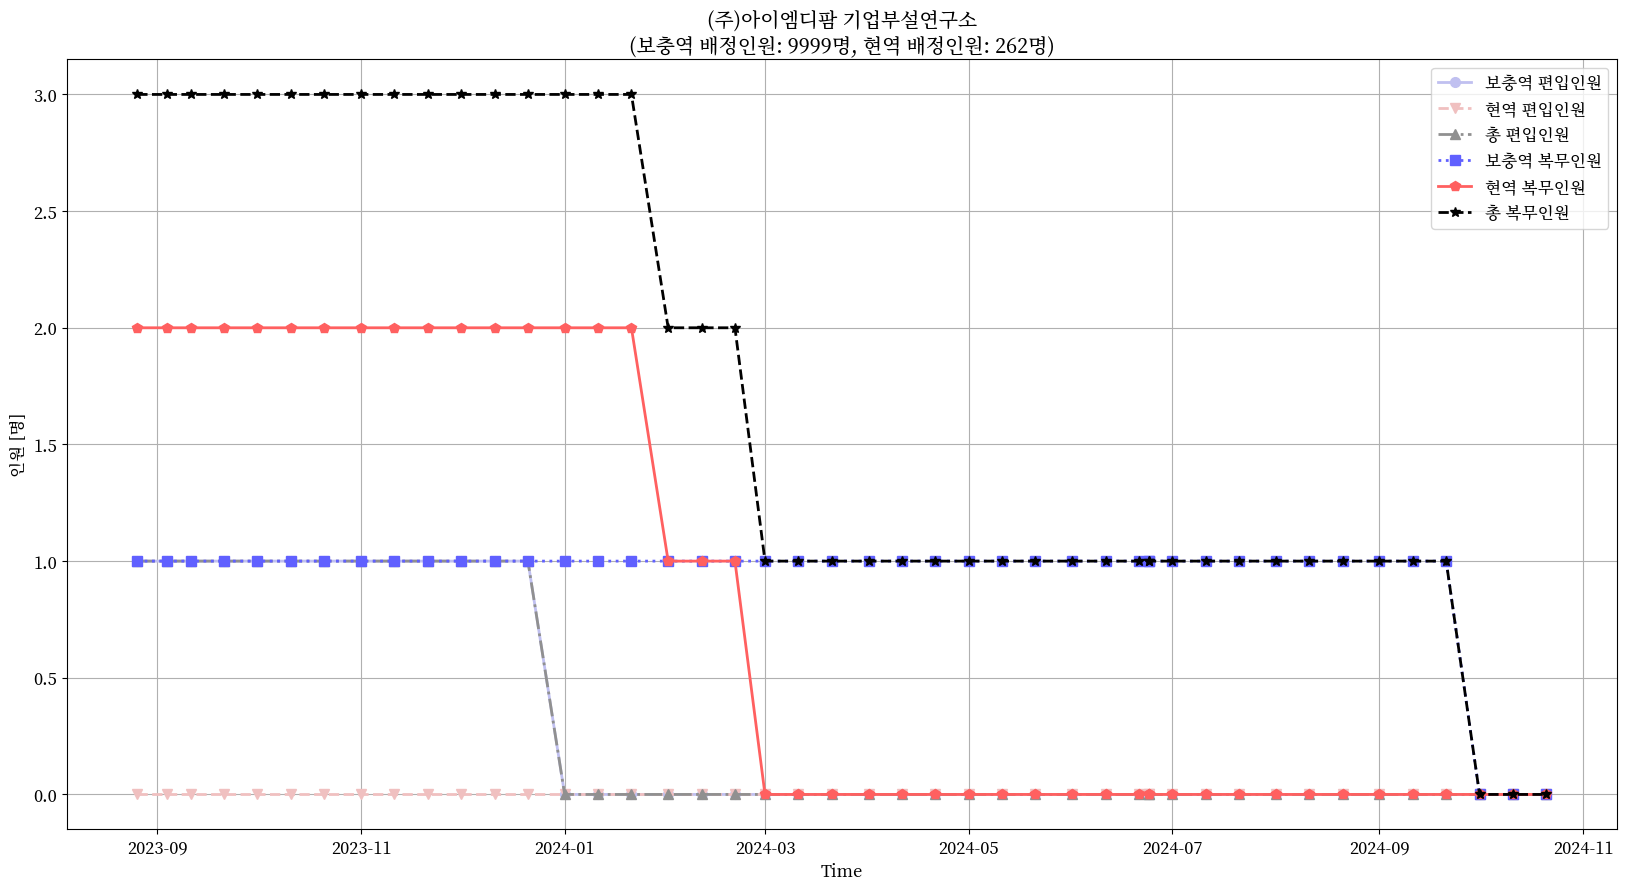 (주)아이엠디팜 기업부설연구소
(보충역 배정인원: 9999명, 현역 배정인원: 262명)
보충역 편입인원
현역 편입인원
총 편입인원
보충역 복무인원
현역 복무인원
총 복무인원
3.0
2.5
2.0
1.5
1.0
0.5
0.0
인원 [명]
2023-09
2023-11
2024-01
2024-03
2024-05
2024-07
2024-09
2024-11
Time